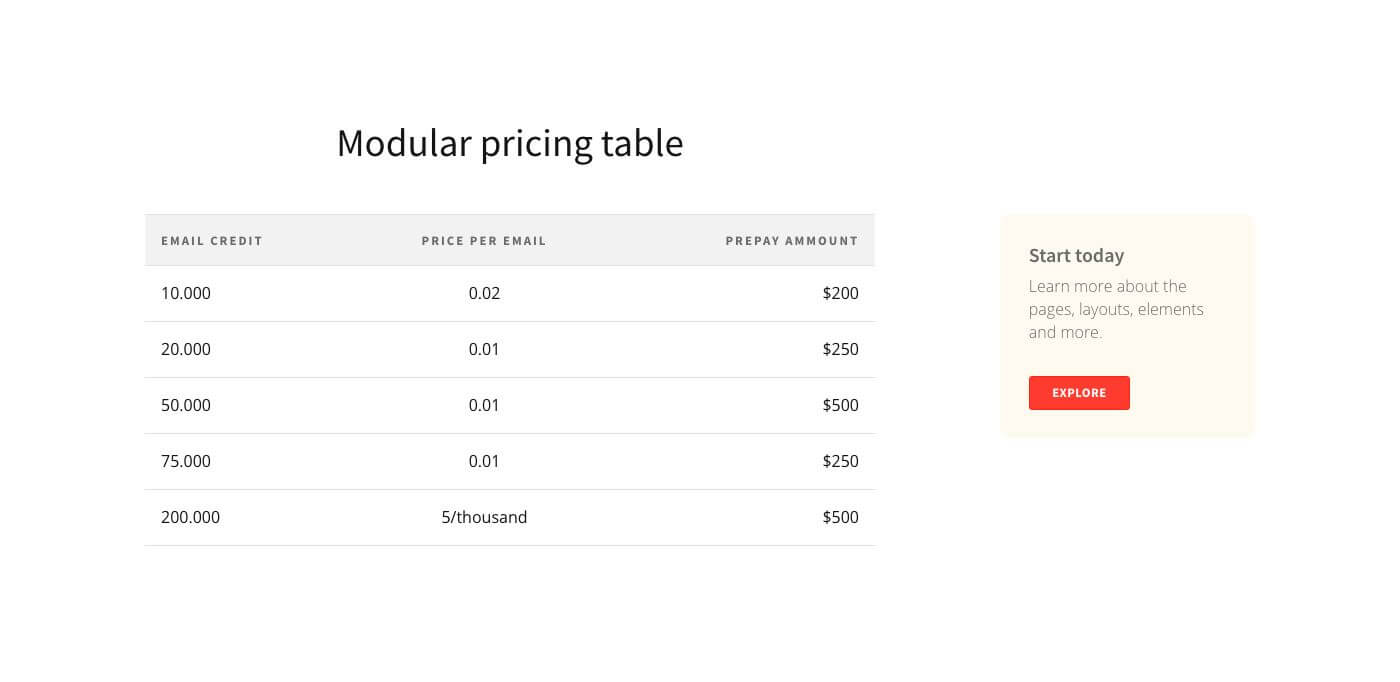 Modular pricing table
EMAIL CREDIT PRICE PER EMAIL PREPAY AMMOUNT
10.000 0.02 $200
20.000 0.01 $250
50.000 0.01 $500
75.000 0.01 $250
200.000 5/thousand $500
Start today
Learn more about the
pages, layouts, elements
and more.
EXPLORE